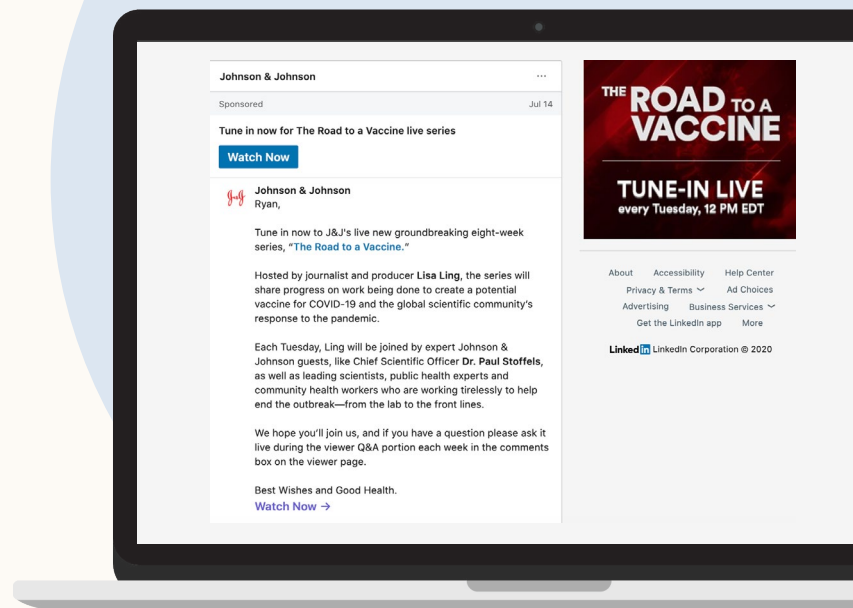 Johnson & Johnson
...
Sponsored
Jul 14
Tune in now for The Road to a Vaccine live series
Watch Now
J&J
Johnson & Johnson
Ryan,
Tune in now to J&J's live new groundbreaking eight-week
series, “The Road to a Vaccine.”
Hosted by journalist and producer Lisa Ling, the series will
share progress on work being done to create a potential
vaccine for COVID-19 and the global scientific community’s
response to the pandemic.
Each Tuesday, Ling will be joined by expert Johnson &
Johnson guests, like Chief Scientific Officer Dr. Paul Stoffels,
as well as leading scientists, public health experts and
community health workers who are working tirelessly to help
end the outbreak—from the lab to the front lines.
We hope you’ll join us, and if you have a question please ask it
live during the viewer Q&A portion each week in the comments
box on the viewer page.
Best Wishes and Good Health.
Watch Now →
THE ROAD TO A
VACCINE
TUNE-IN LIVE
every Tuesday, 12 PM EDT
About Accessibility Help Center
Privacy & Terms Ad Choices
Advertising Business Services
Get the LinkedIn app More
LinkedIn LinkedIn Corporation © 2020